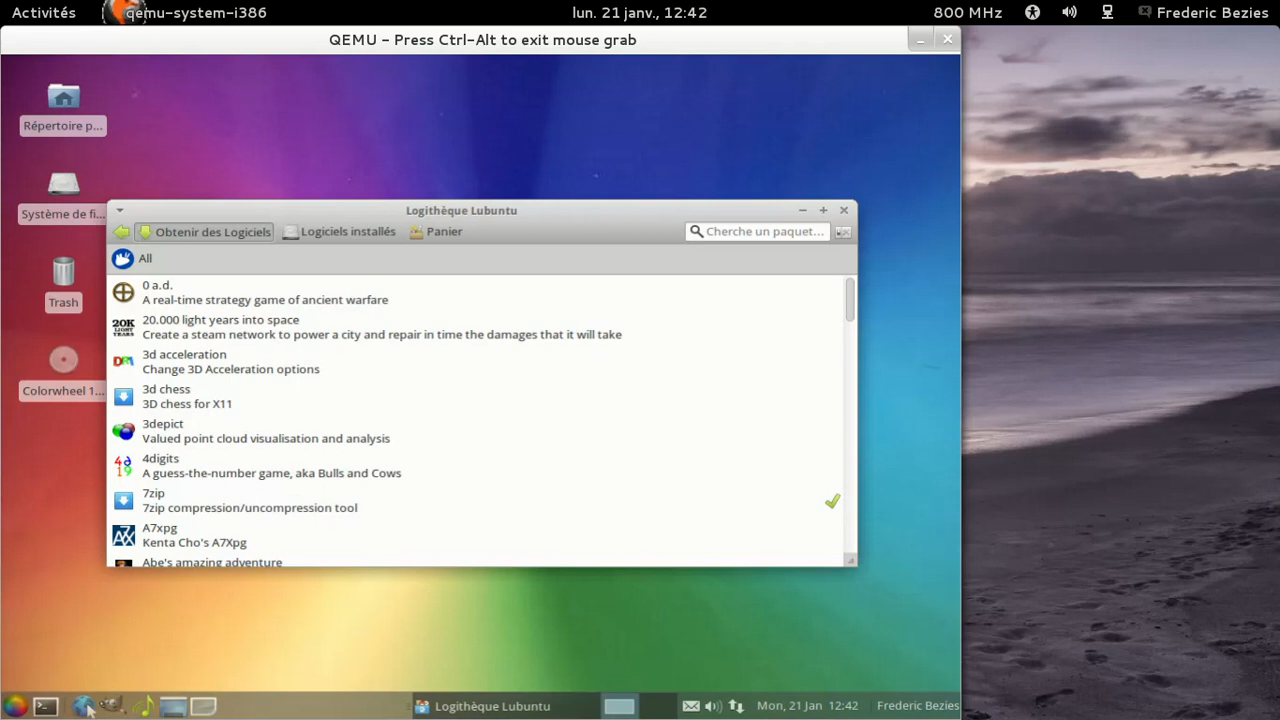 Activités qemu-system-i386 lun. 21 janv., 12:42 800 MHz Frederic Bezies
QEMU - Press Ctrl-Alt to exit mouse grab
Répertoire p...
Système de fi...
Trash
Colorwheel 1...
Logithèque Lubuntu
Obtenir des Logiciels Logiciels installés Panier Cherche un paquet...
All
0 a.d.
A real-time strategy game of ancient warfare
20K LIGHT YEARS
20.000 light years into space
Create a steam network to power a city and repair in time the damages that it will take
DRI
3d acceleration
Change 3D Acceleration options
3d chess
3D chess for X11
3depict
Valued point cloud visualisation and analysis
4digits
A guess-the-number game, aka Bulls and Cows
7zip
7zip compression/uncompression tool
A7xpg
Kenta Cho's A7Xpg
Abe's amazing adventure
Logithèque Lubuntu Mon, 21 Jan 12:42 Frederic Bezies